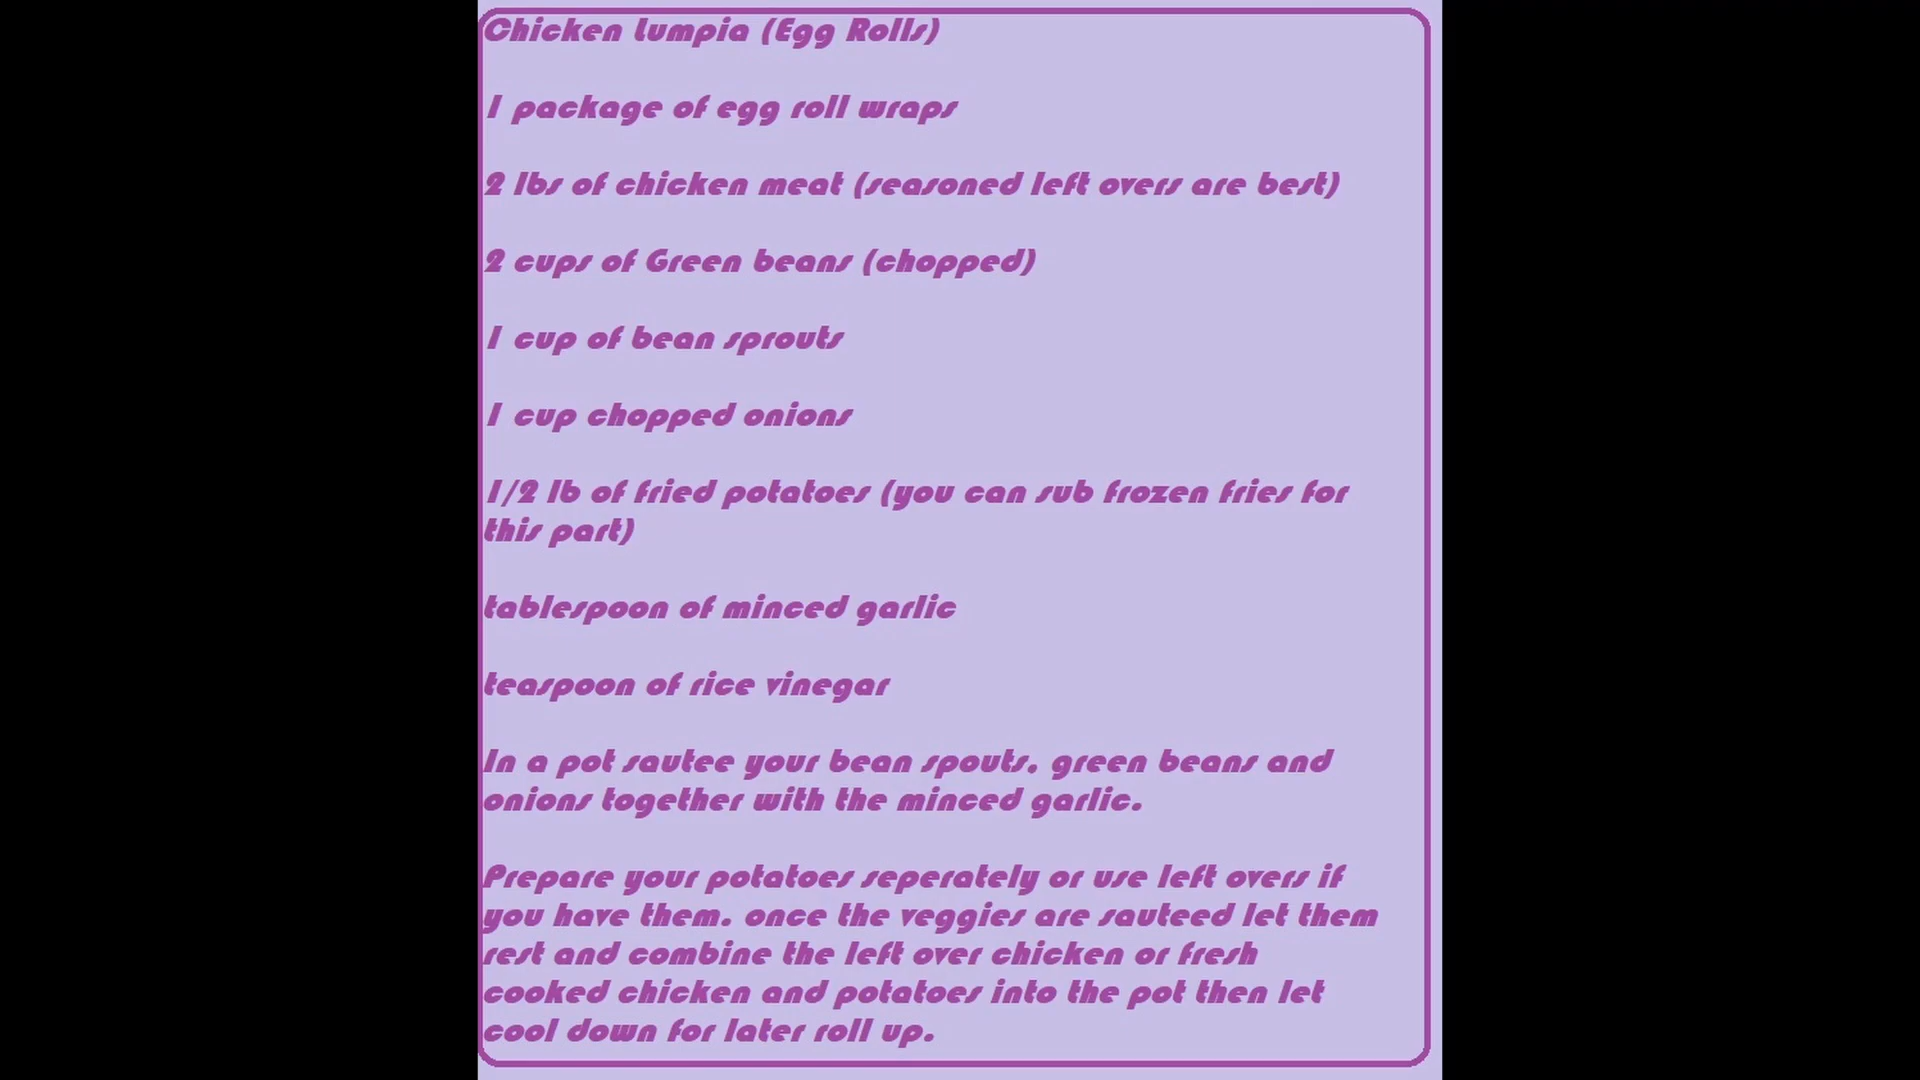 Chicken Lumpia (Egg Rolls)
1 package of egg roll wraps
2 lbs of chicken meat (seasoned left overs are best)
2 cups of Green beans (chopped)
1 cup of bean sprouts
1 cup chopped onions
1/2 lb of fried potatoes (you can sub frozen fries for
this part)
tablespoon of minced garlic
teaspoon of rice vinegar
In a pot sautee your bean spouts, green beans and
onions together with the minced garlic.
Prepare your potatoes seperately or use left overs if
you have them. once the veggies are sauteed let them
rest and combine the left over chicken or fresh
cooked chicken and potatoes into the pot then let
cool down for later roll up.